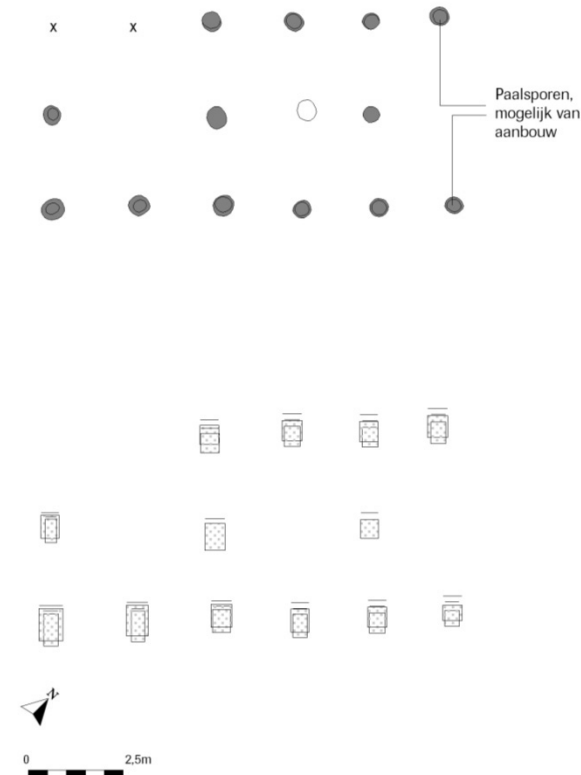 x x
Paalsporen,
mogelijk van
aanbouw
N
0 2,5m